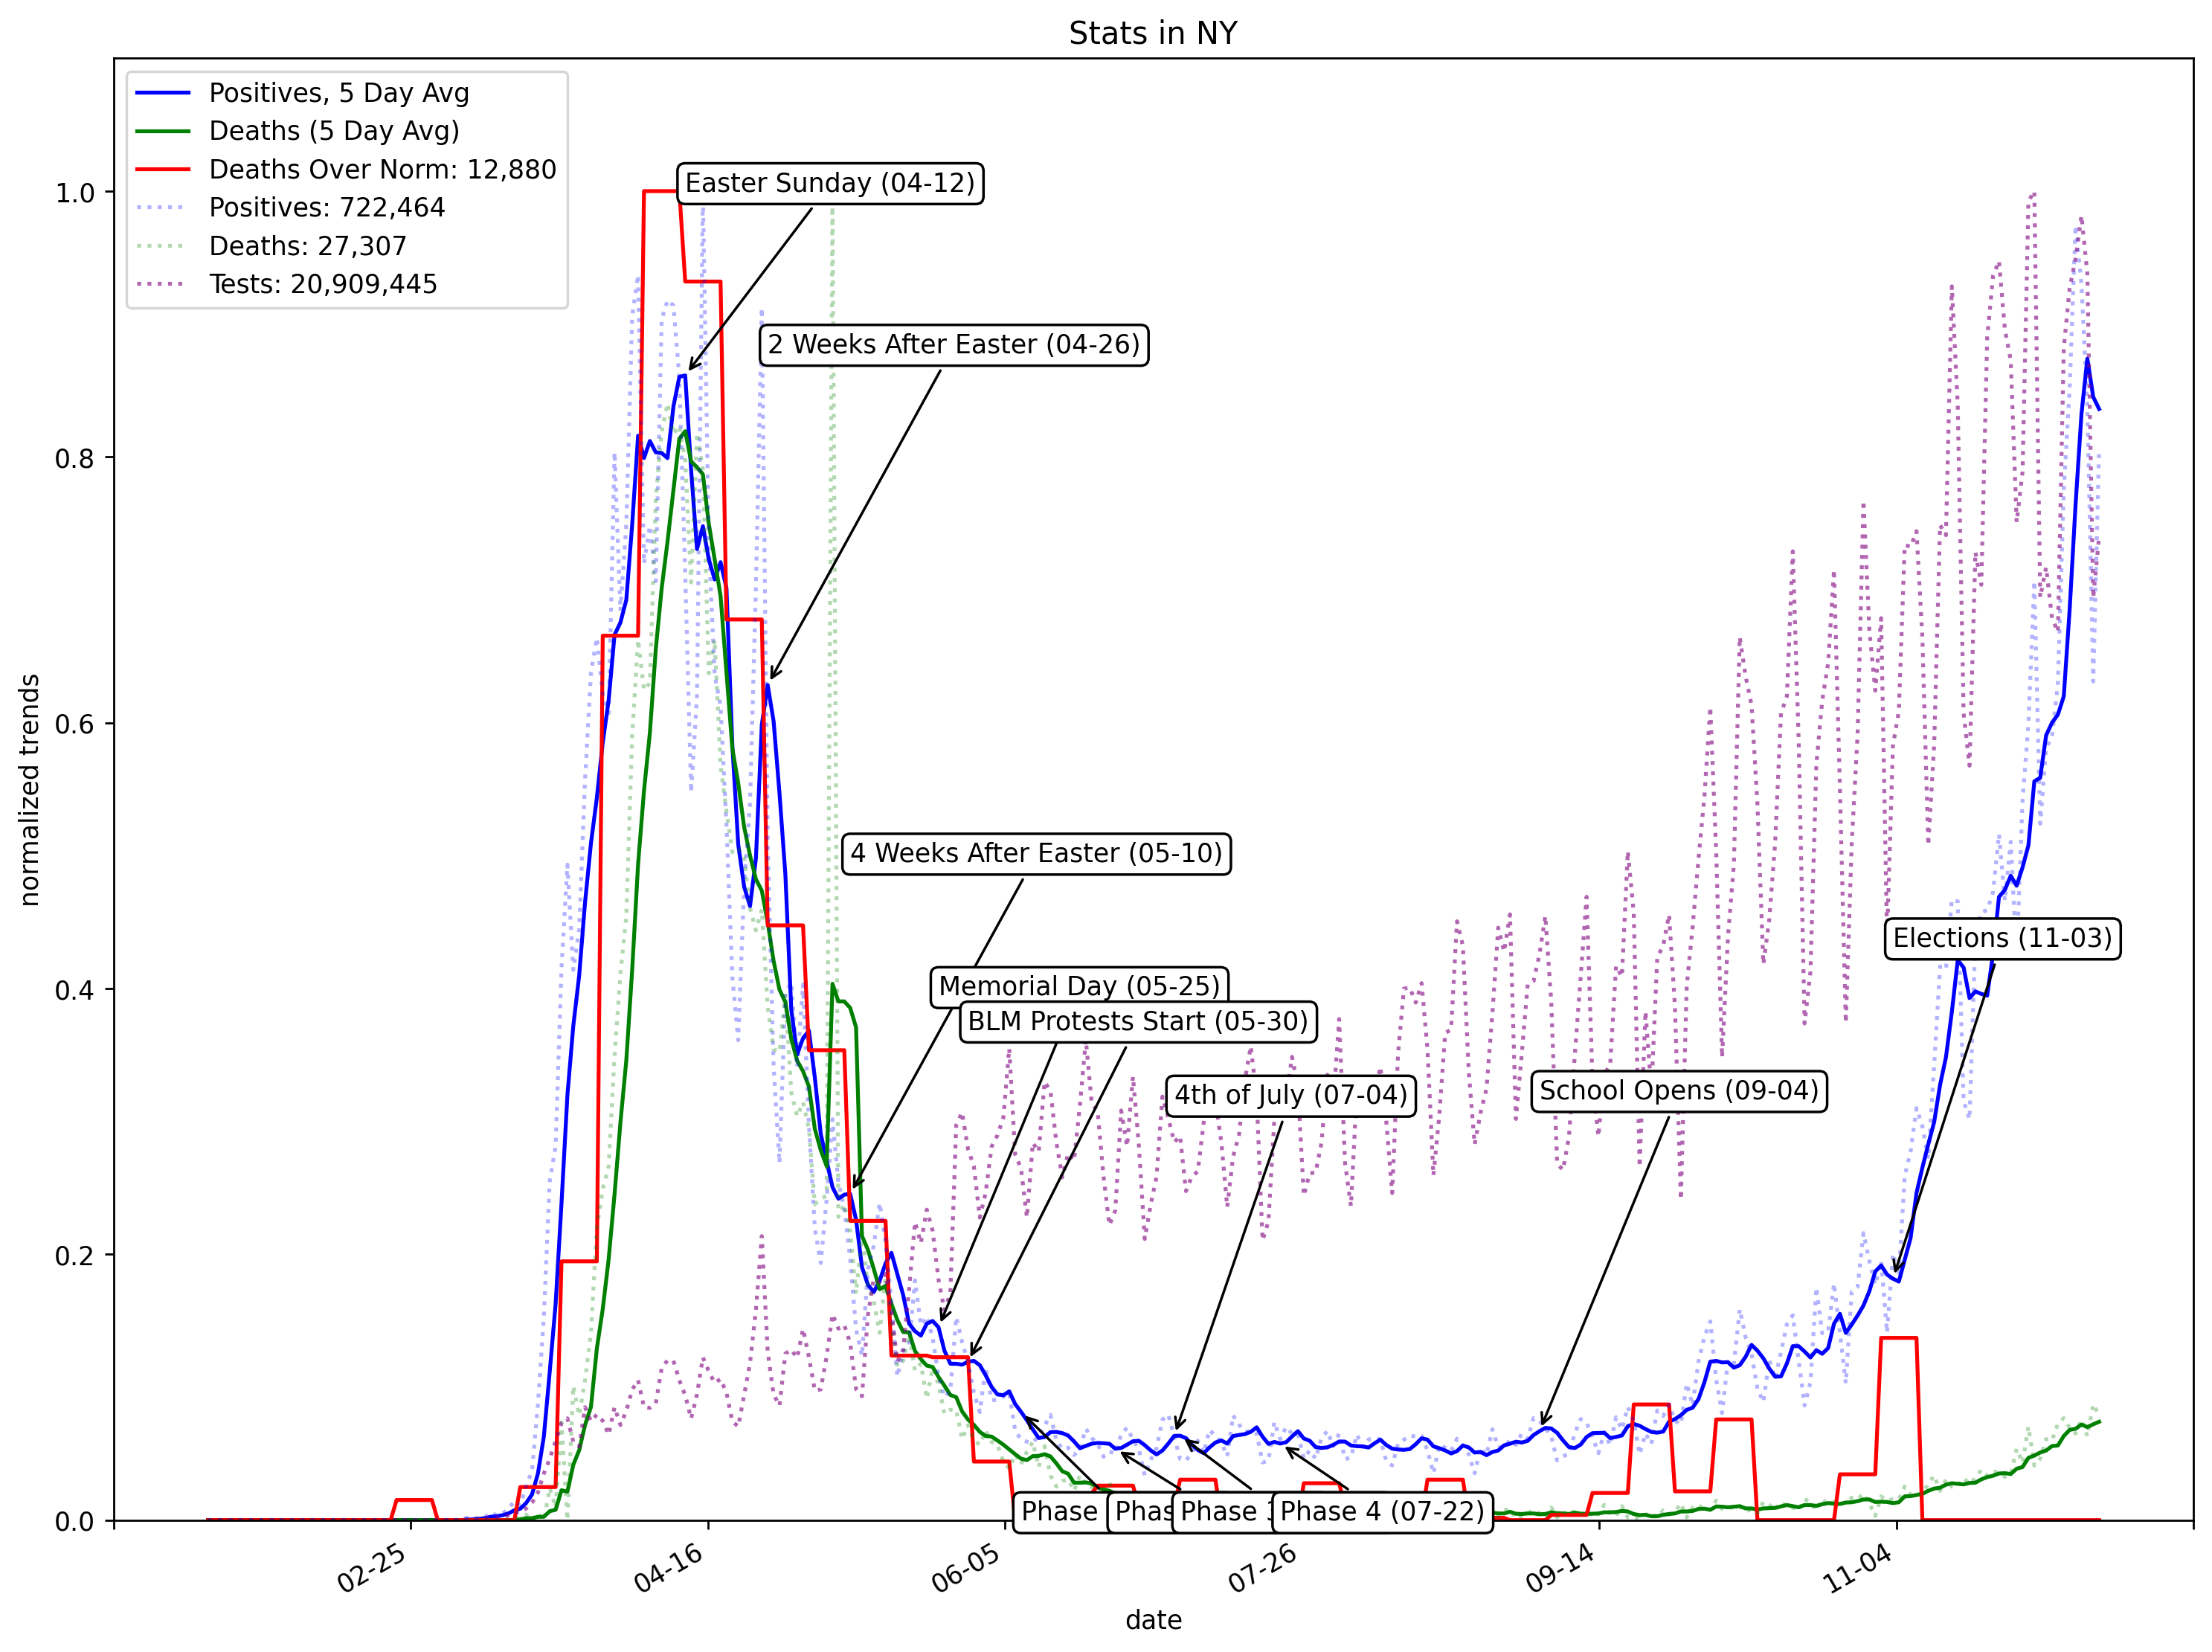 Stats in NY
Positives, 5 Day Avg
Deaths (5 Day Avg)
Deaths Over Norm: 12,880
Positives: 722,464
Deaths: 27,307
Tests: 20,909,445
Easter Sunday (04-12)
2 Weeks After Easter (04-26)
4 Weeks After Easter (05-10)
Memorial Day (05-25)
BLM Protests Start (05-30)
4th of July (07-04)
School Opens (09-04)
Elections (11-03)
Phase
Phase 4 (07-22)
normalized trends
1.0
0.8
0.6
0.4
0.2
0.0
02-25
04-16
06-05
07-26
09-14
11-04
date